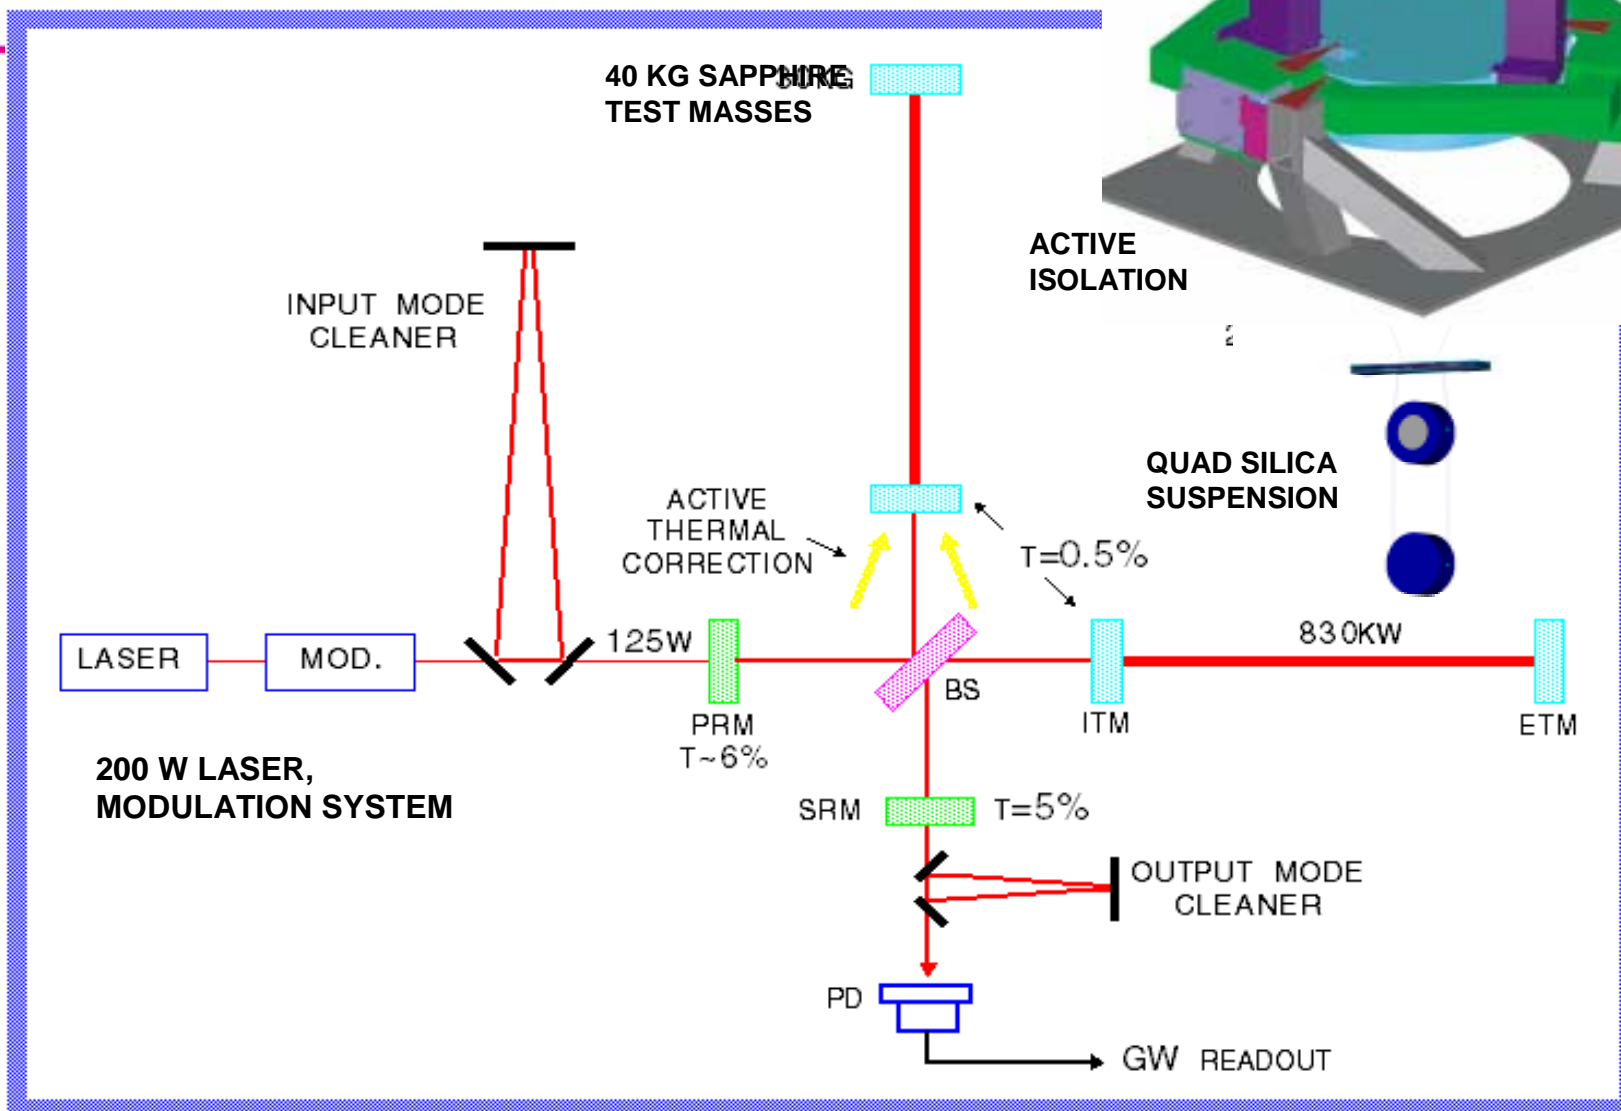 40 KG SAPPHIRE
TEST MASSES
ACTIVE
ISOLATION
INPUT MODE
CLEANER
QUAD SILICA
SUSPENSION
ACTIVE
THERMAL
CORRECTION
T=0.5%
LASER
MOD.
125W
830KW
BS
PRM
T~6%
ITM
ETM
200 W LASER,
MODULATION SYSTEM
SRM
T=5%
OUTPUT MODE
CLEANER
PD
GW READOUT